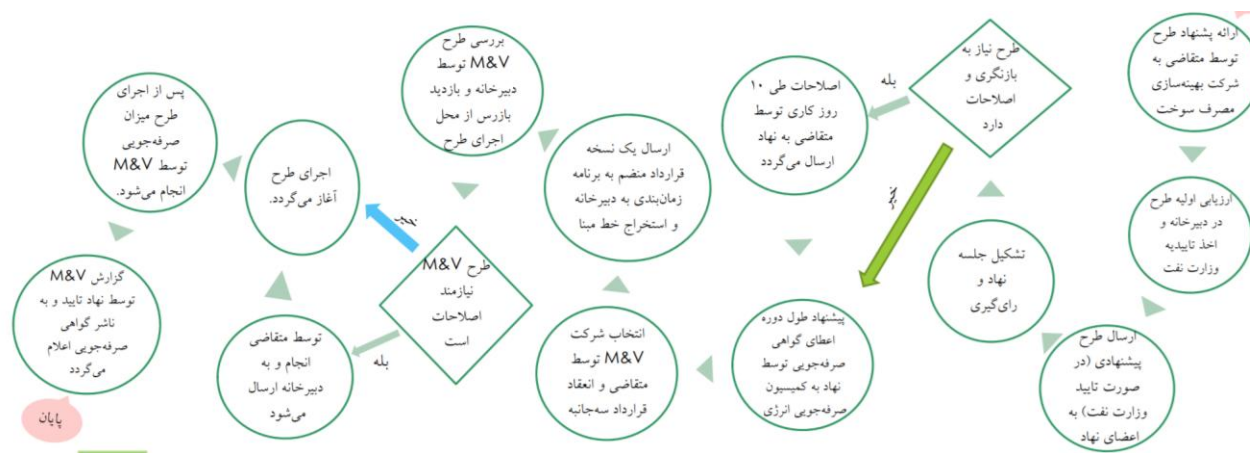 ارائه پشنهاد طرح
توسط متقاضی به
شرکت بهینه‌سازی
مصرف سوخت
ارزیابی اولیه طرح
در دبیرخانه و
اخذ تاییدیه
وزارت نفت
ارسال طرح
پیشنهادی (در
صورت تایید
وزارت نفت) به
اعضای نهاد
تشکیل جلسه
نهاد و
رای‌گیری
طرح نیاز به
بازنگری و
اصلاحات
دارد
بله
خیر
اصلاحات طی ۱۰
روز کاری توسط
متقاضی به نهاد
ارسال می‌گردد
پیشنهاد طول دوره
اعطای گواهی
صرفه‌جویی توسط
نهاد به کمیسیون
صرفه‌جویی انرژی
انتخاب شرکت
M&V توسط
متقاضی و انعقاد
قرارداد سه‌جانبه
ارسال یک نسخه
قرارداد منضم به برنامه
زمان‌بندی به دبیرخانه
و استخراج خط مبنا
بررسی طرح
M&V توسط
دبیرخانه و بازدید
بازرس از محل
اجرای طرح
طرح M&V
نیازمند
اصلاحات
است
خیر
بله
توسط متقاضی
انجام و به
دبیرخانه ارسال
می‌شود
اجرای طرح
آغاز می‌گردد.
پس از اجرای
طرح میزان
صرفه‌جویی
توسط M&V
انجام می‌شود.
گزارش M&V
توسط نهاد تایید و به
ناشر گواهی
صرفه‌جویی اعلام
می‌گردد
پایان